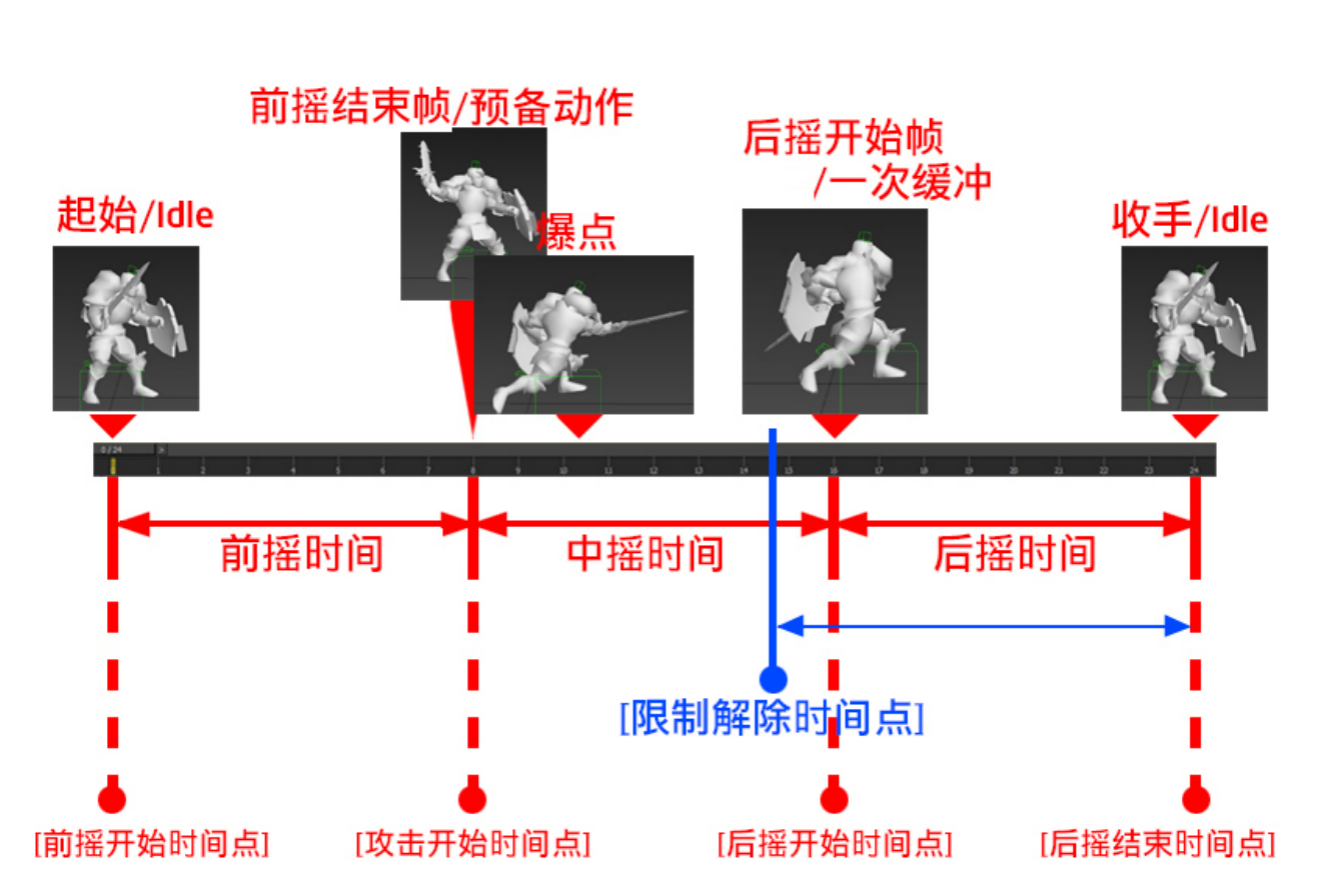 前摇结束帧/预备动作
后摇开始帧
/一次缓冲
起始/Idle
爆点
收手/Idle
0 / 24
>
0 1 2 3 4 5 6 7 8 9 10 11 12 13 14 15 16 17 18 19 20 21 22 23 24
前摇时间
中摇时间
后摇时间
[限制解除时间点]
[前摇开始时间点]
[攻击开始时间点]
[后摇开始时间点]
[后摇结束时间点]